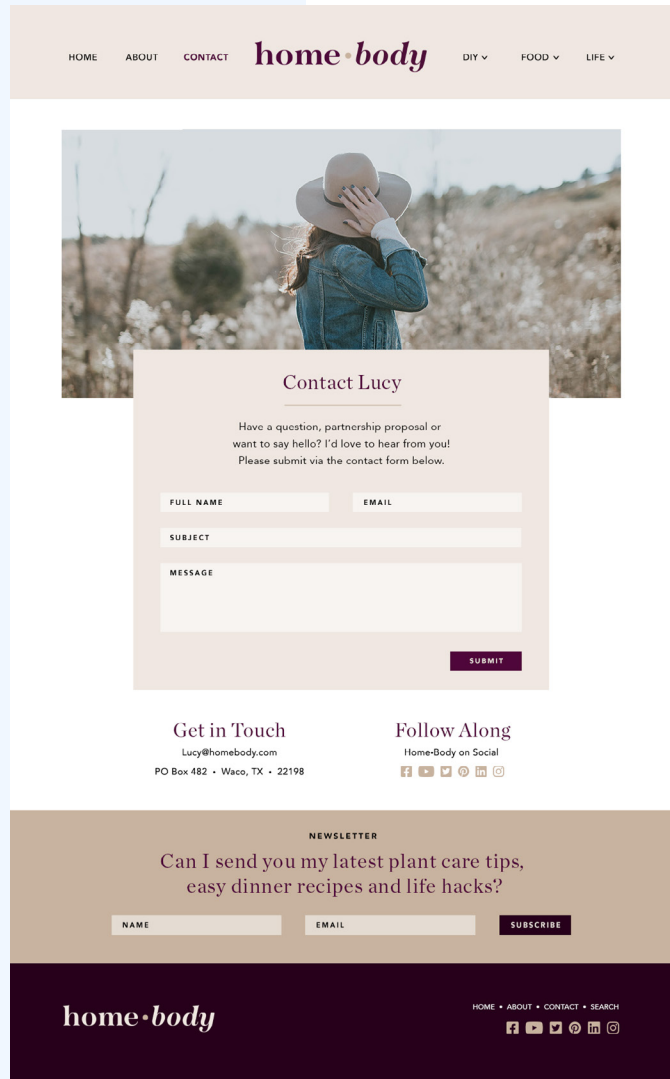 HOME ABOUT CONTACT home•body DIY FOOD LIFE
Contact Lucy
Have a question, partnership proposal or
want to say hello? I'd love to hear from you!
Please submit via the contact form below.
FULL NAME EMAIL
SUBJECT
MESSAGE
SUBMIT
Get in Touch
Lucy@homebody.com
PO Box 482 • Waco, TX • 22198
Follow Along
Home-Body on Social
NEWSLETTER
Can I send you my latest plant care tips,
easy dinner recipes and life hacks?
NAME EMAIL SUBSCRIBE
home•body
HOME • ABOUT • CONTACT • SEARCH